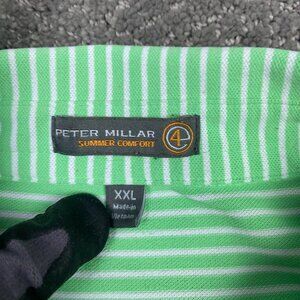 PETER MILLAR
SUMMER COMFORT
4
XXL
Made in
Vietnam